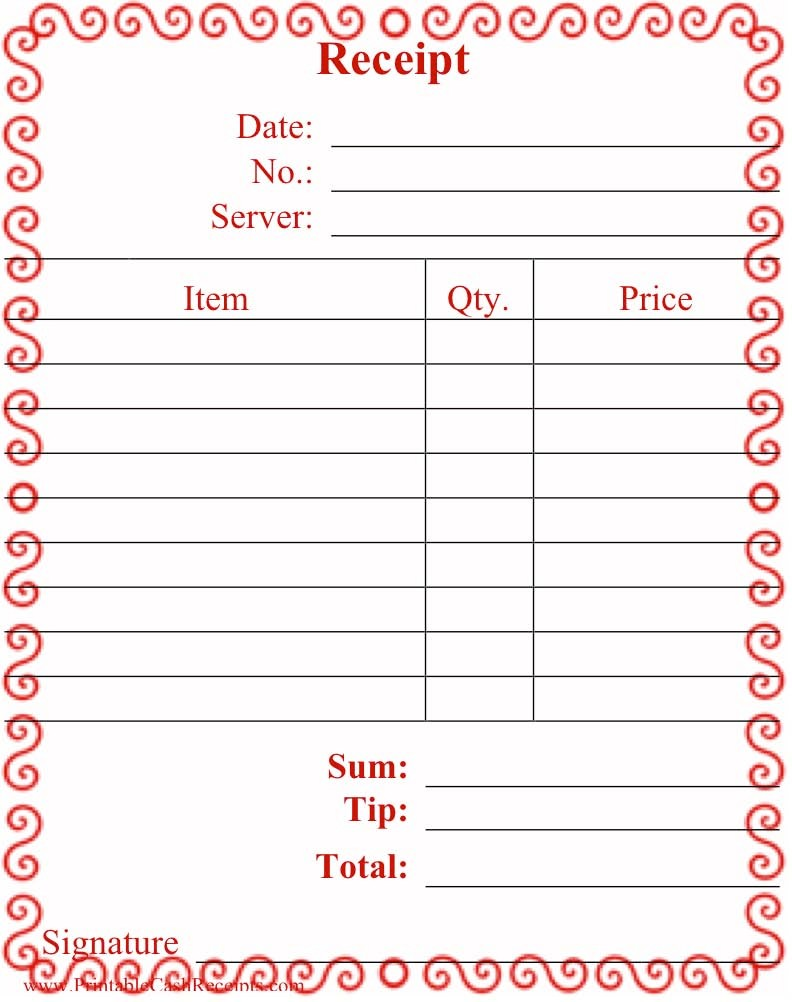 Receipt
Date:
No.:
Server:
Item Qty. Price
Sum:
Tip:
Total:
Signature
www.PrintableCashReceipts.com